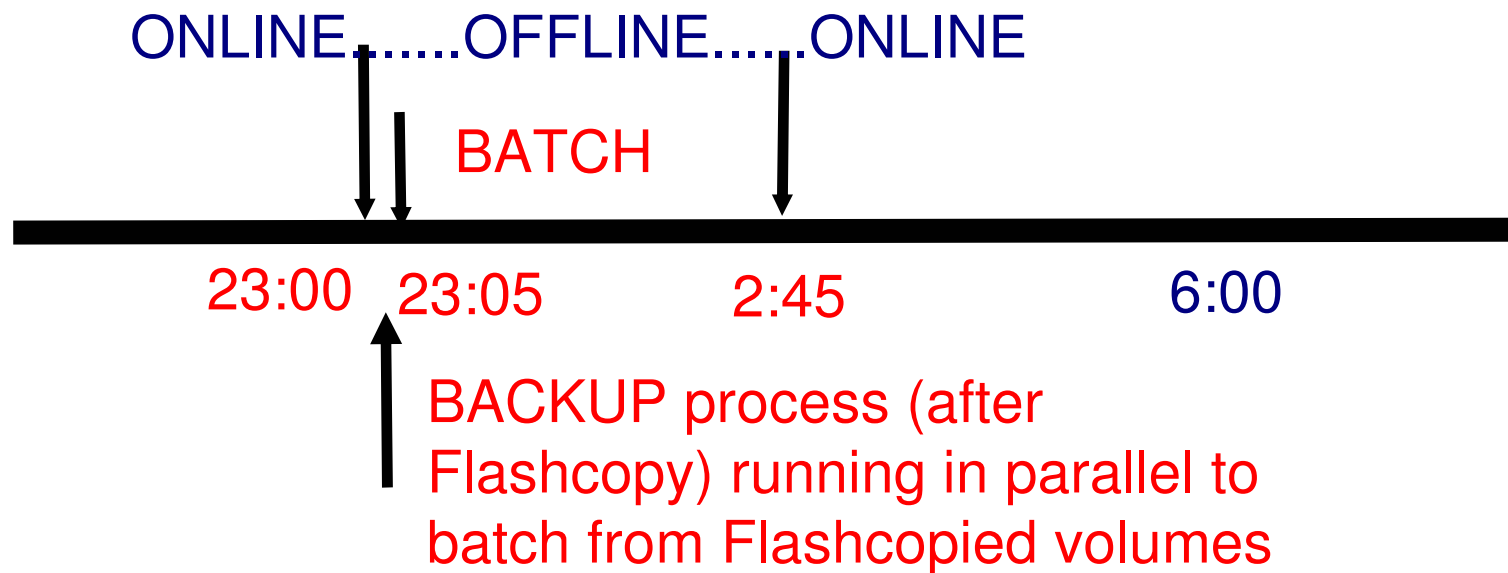 ONLINE.......OFFLINE......ONLINE
BATCH
23:00 23:05 2:45 6:00
BACKUP process (after
Flashcopy) running in parallel to
batch from Flashcopied volumes